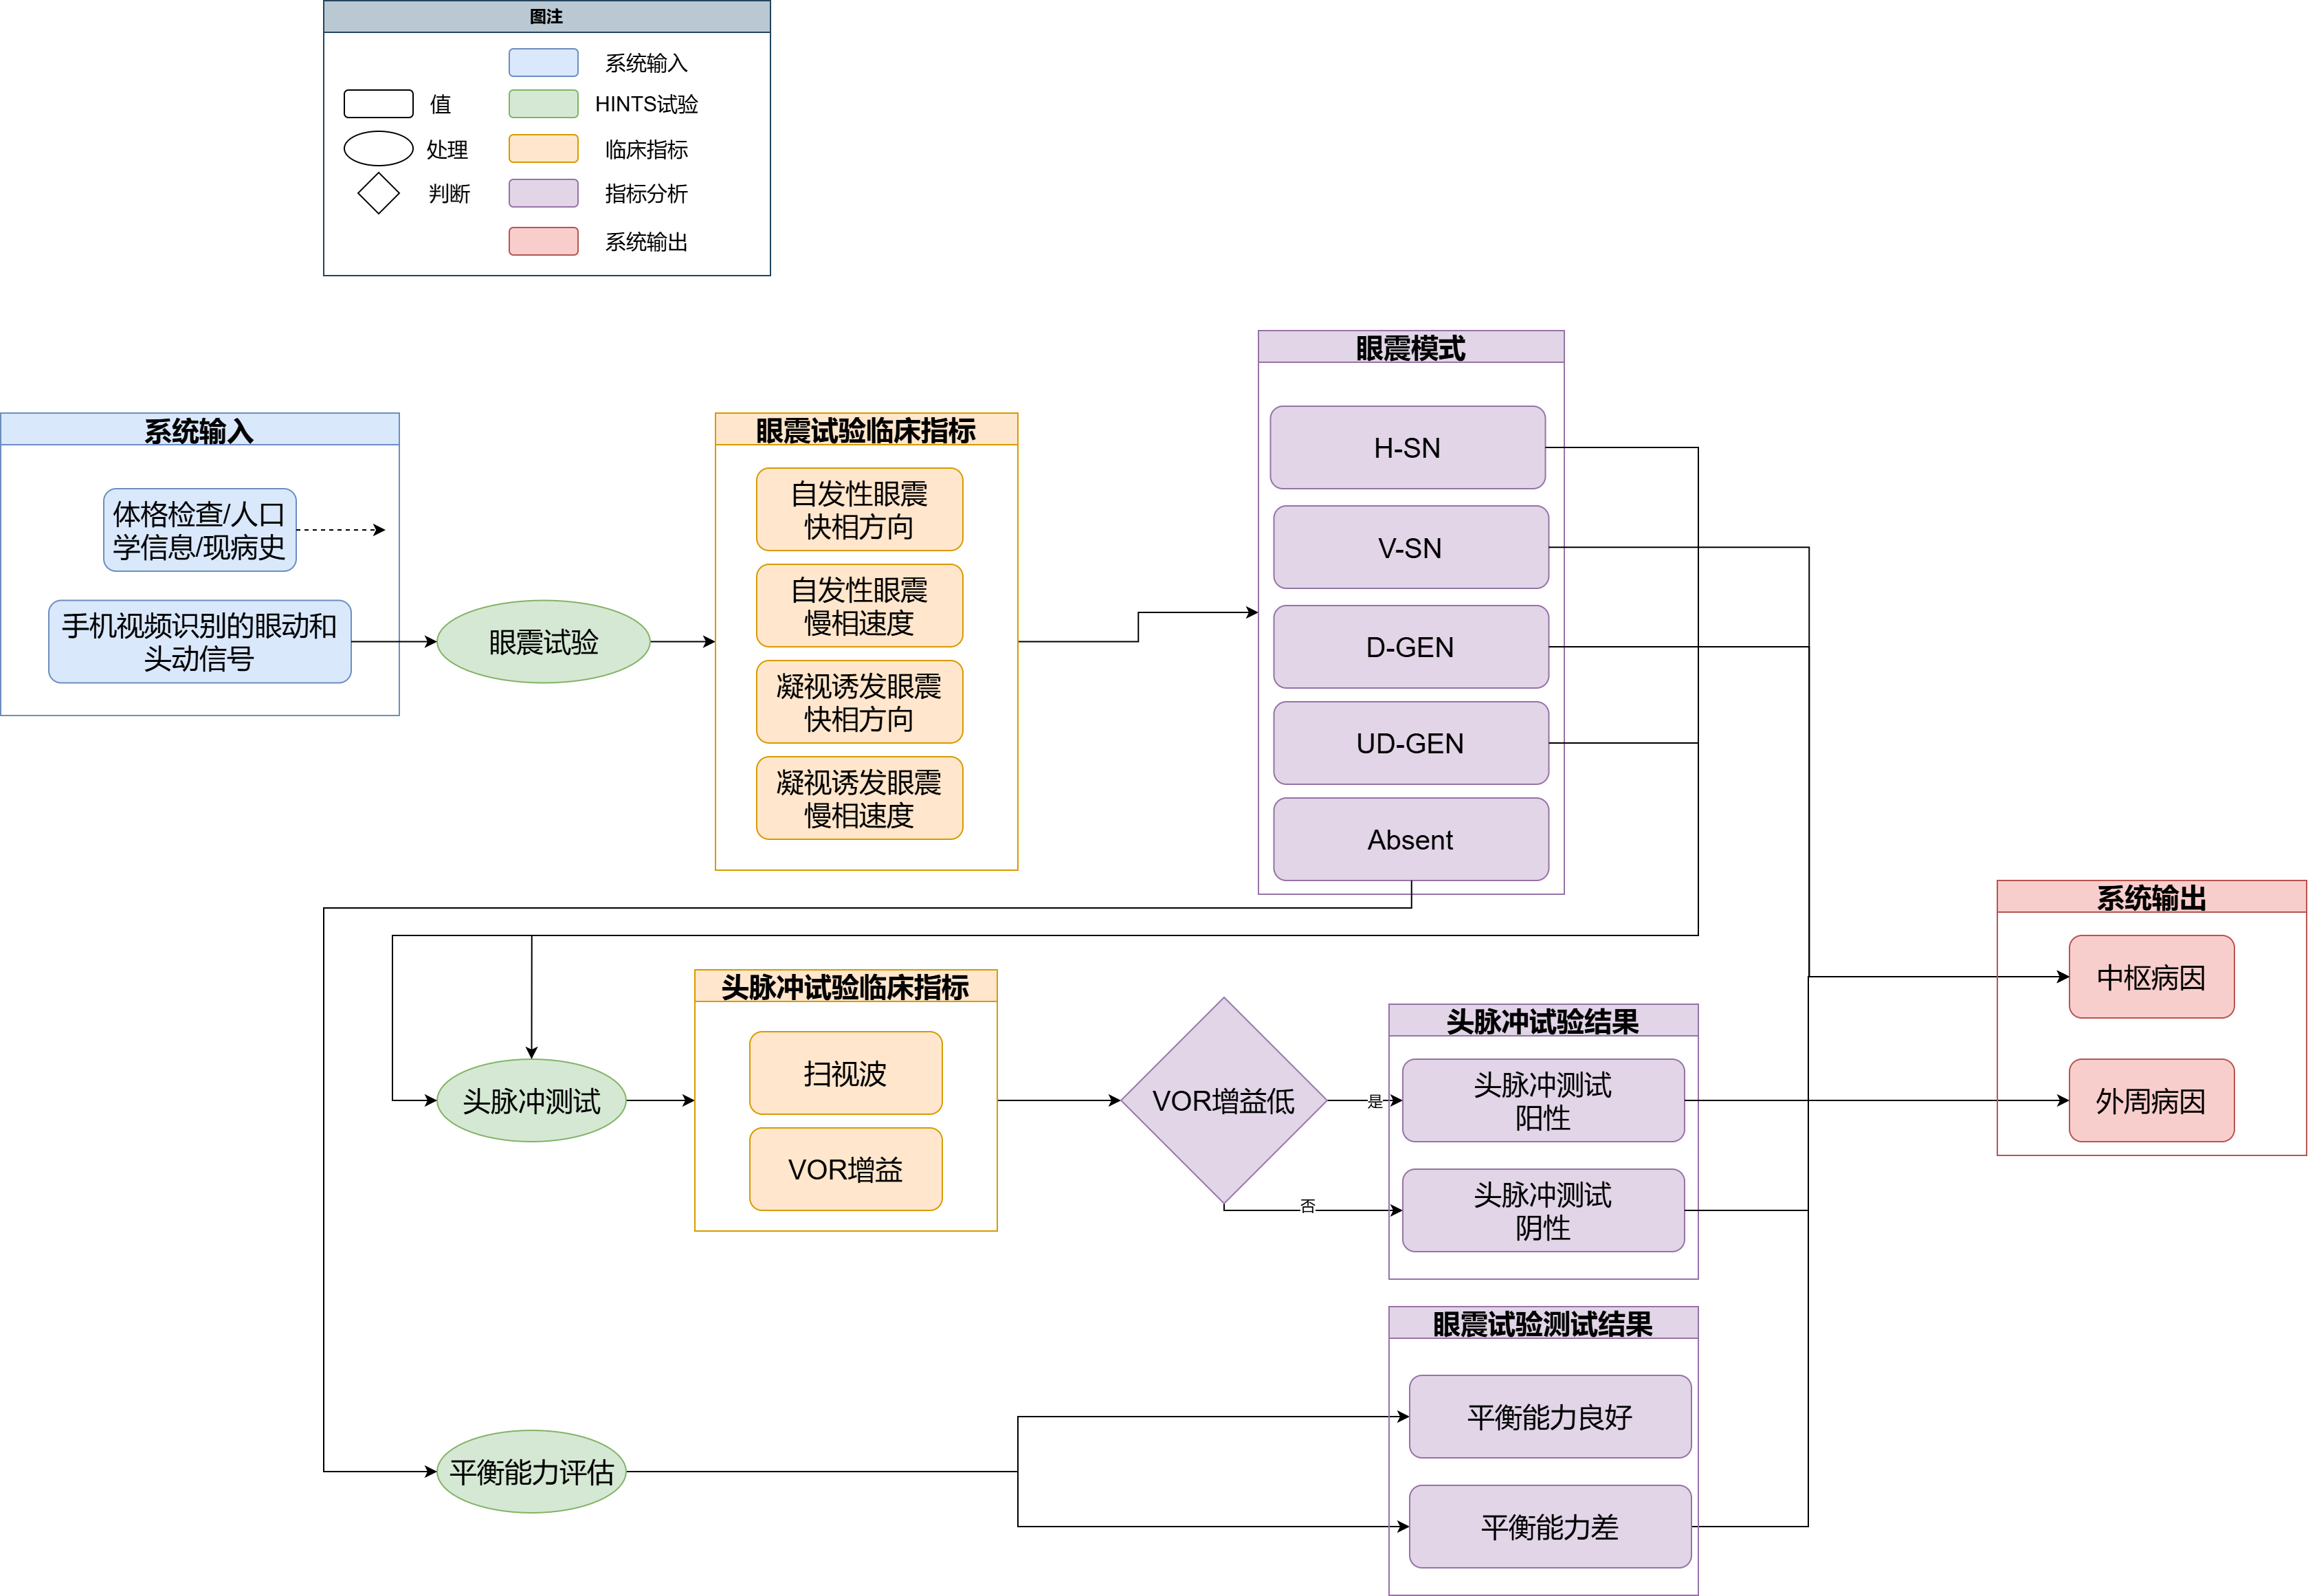 图注
系统输入
值
HINTS试验
处理
临床指标
判断
指标分析
系统输出
眼震模式
系统输入
眼震试验临床指标
H-SN
自发性眼震
快相方向
体格检查/人口
学信息/现病史
V-SN
自发性眼震
慢相速度
手机视频识别的眼动和
头动信号
眼震试验
D-GEN
凝视诱发眼震
快相方向
UD-GEN
凝视诱发眼震
慢相速度
Absent
系统输出
中枢病因
头脉冲试验临床指标
头脉冲试验结果
扫视波
头脉冲测试
VOR增益低
是
头脉冲测试
阳性
外周病因
VOR增益
否
头脉冲测试
阴性
眼震试验测试结果
平衡能力良好
平衡能力评估
平衡能力差